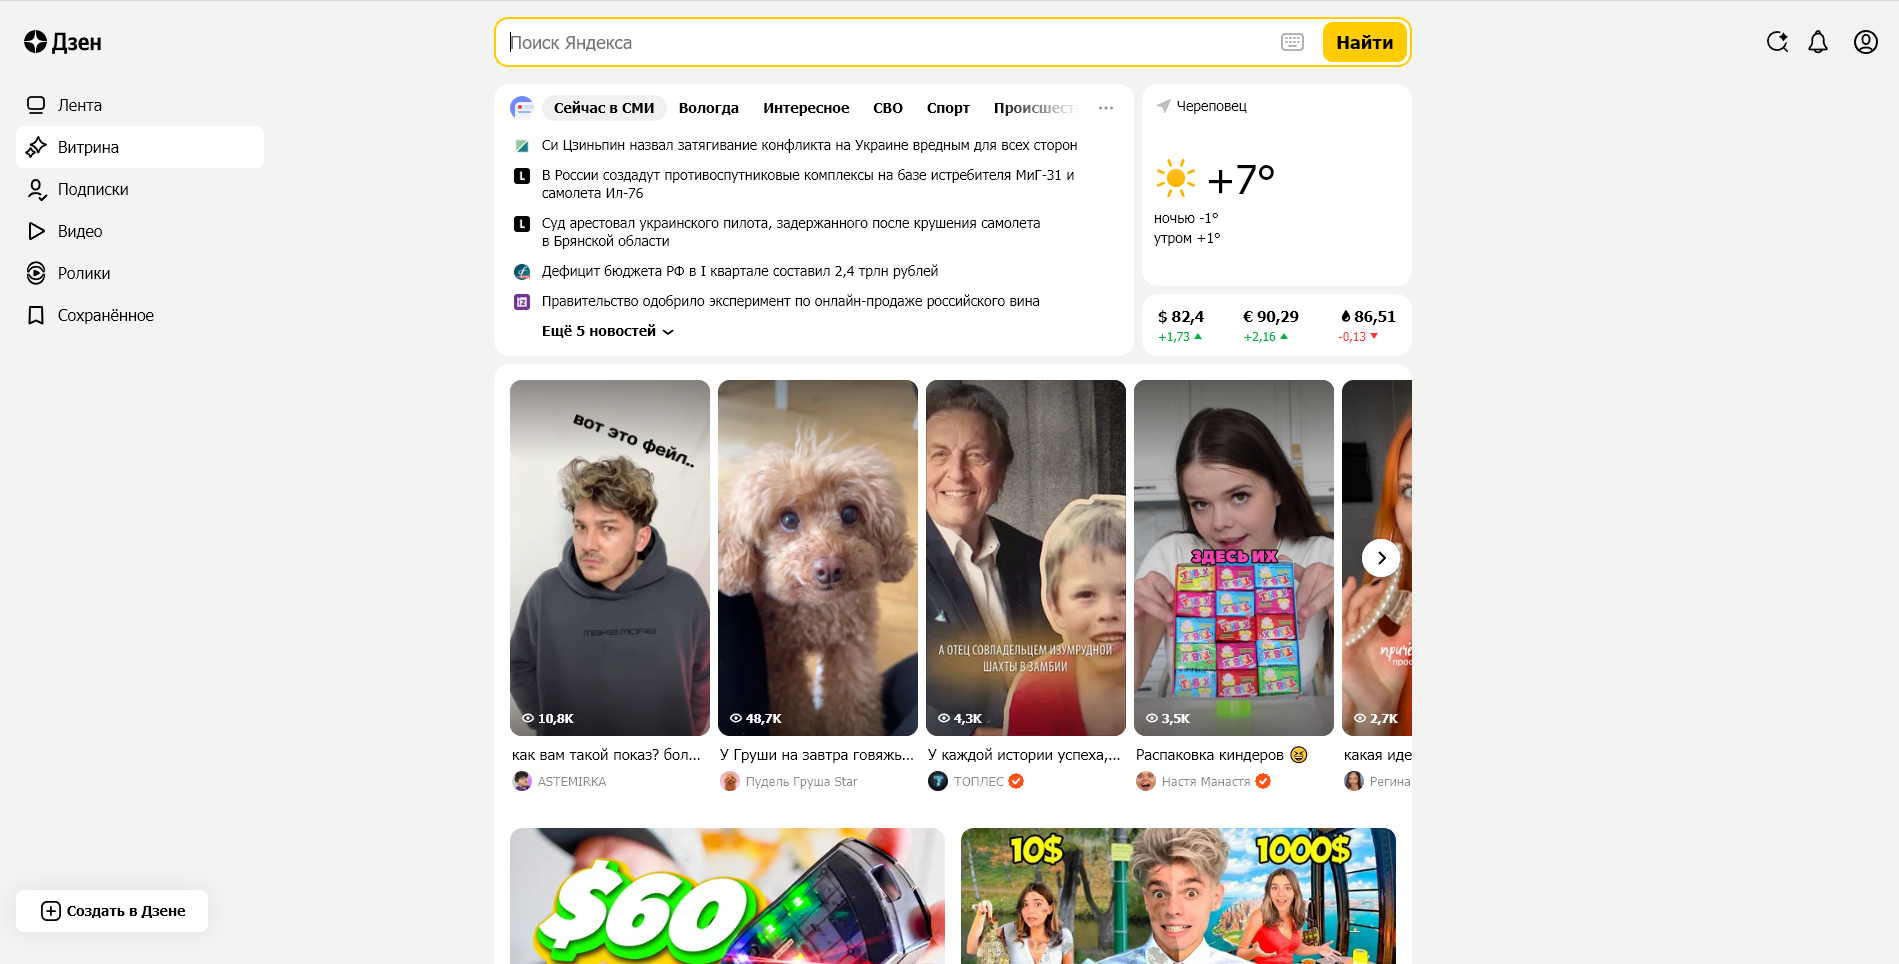 Дзен
Поиск Яндекса
Найти
Лента
Витрина
Подписки
Видео
Ролики
Сохранённое
Сейчас в СМИ
Вологда
Интересное
СВО
Спорт
Происшест
Си Цзиньпин назвал затягивание конфликта на Украине вредным для всех сторон
В России создадут противоспутниковые комплексы на базе истребителя МиГ-31 и
самолета Ил-76
Суд арестовал украинского пилота, задержанного после крушения самолета
в Брянской области
Дефицит бюджета РФ в I квартале составил 2,4 трлн рублей
Правительство одобрило эксперимент по онлайн-продаже российского вина
Ещё 5 новостей
Череповец
+7°
ночью -1°
утром +1°
$ 82,4
+1,73
€ 90,29
+2,16
86,51
-0,13
вот это фейл..
MAKE MORE
10,8K
как вам такой показ? бол...
ASTEMIRKA
48,7K
У Груши на завтра говяжь...
Пудель Груша Star
А ОТЕЦ СОВЛАДЕЛЬЦЕМ ИЗУМРУДНОЙ
ШАХТЫ В ЗАМБИИ
4,3K
У каждой истории успеха,...
ТОПЛЕС
ЗДЕСЬ ИХ
3,5K
Распаковка киндеров
Настя Манастя
причё
прос
2,7K
какая иде
Регина
$60
10$
1000$
Создать в Дзене